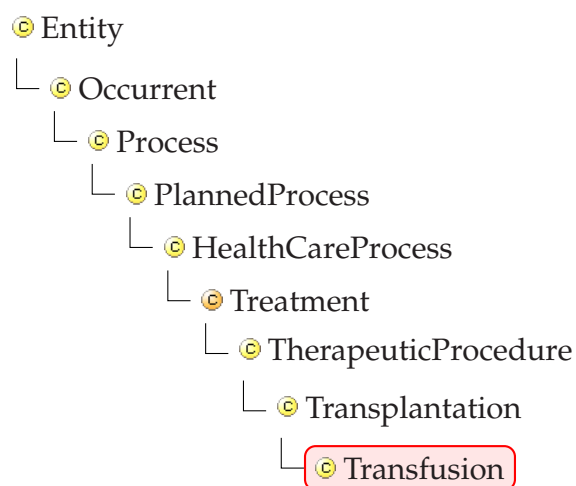 C Entity
C Occurrent
C Process
C PlannedProcess
C HealthCareProcess
C Treatment
C TherapeuticProcedure
C Transplantation
C Transfusion